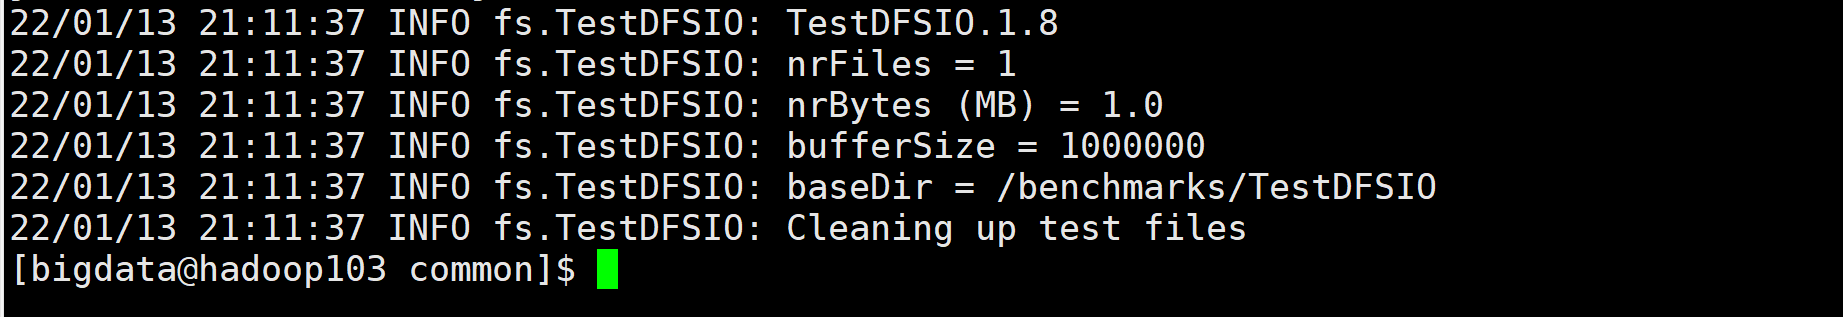 22/01/13 21:11:37 INFO fs.TestDFSIO: TestDFSIO.1.8
22/01/13 21:11:37 INFO fs.TestDFSIO: nrFiles = 1
22/01/13 21:11:37 INFO fs.TestDFSIO: nrBytes (MB) = 1.0
22/01/13 21:11:37 INFO fs.TestDFSIO: bufferSize = 1000000
22/01/13 21:11:37 INFO fs.TestDFSIO: baseDir = /benchmarks/TestDFSIO
22/01/13 21:11:37 INFO fs.TestDFSIO: Cleaning up test files
[bigdata@hadoop103 common]$